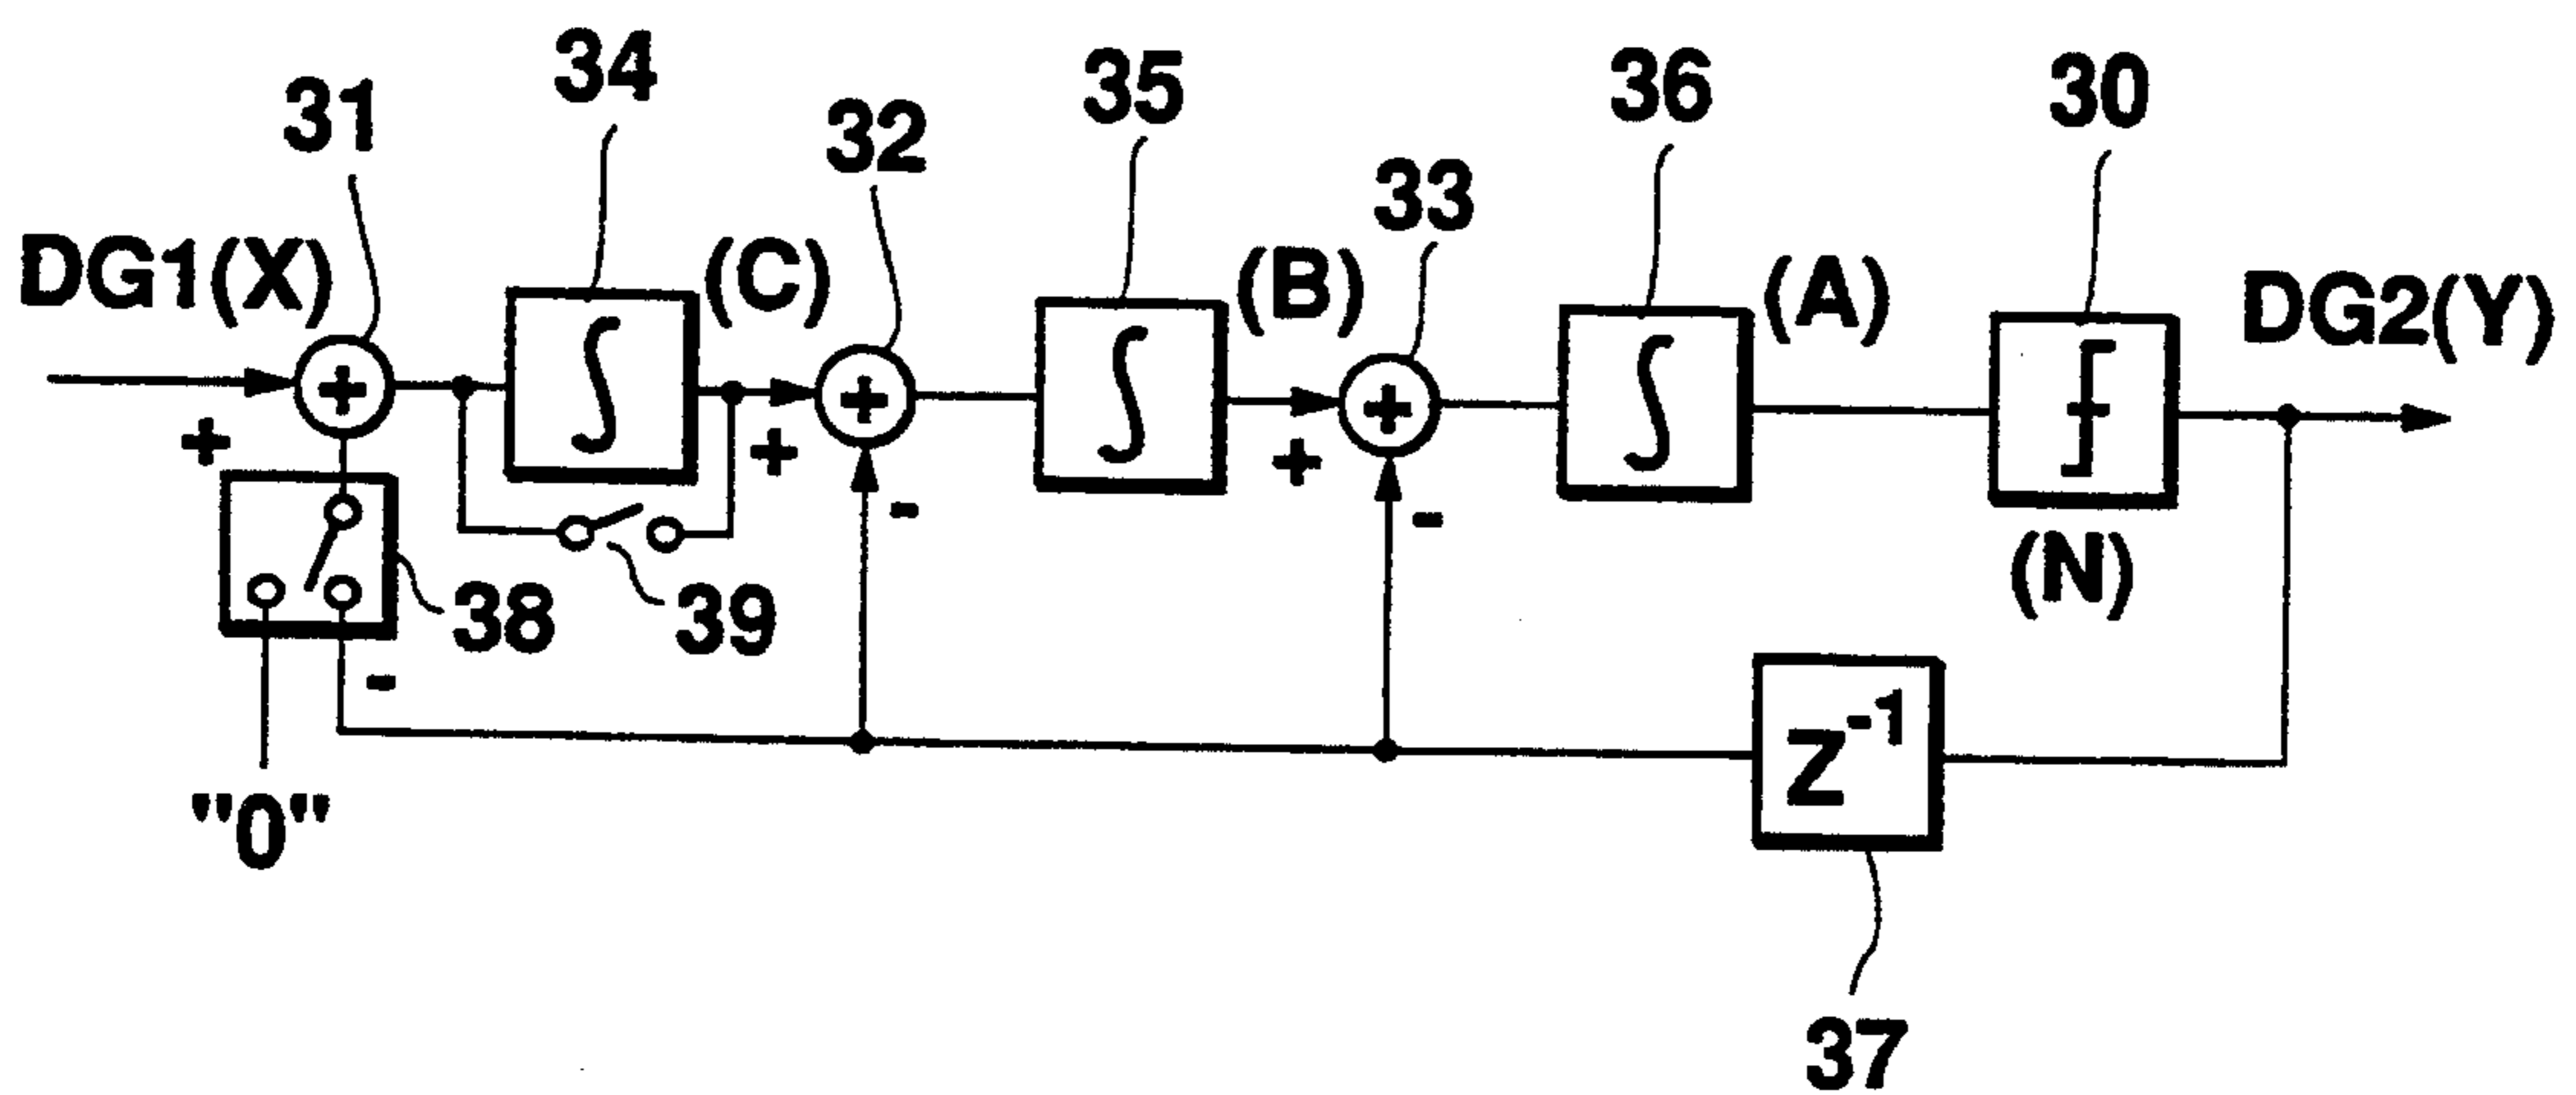 34
35
36
30
31
32
33
DG1(X)
(C)
(B)
(A)
DG2(Y)
+
+
+
+
+
+
-
-
(N)
38
39
-
Z-1
"0"
37